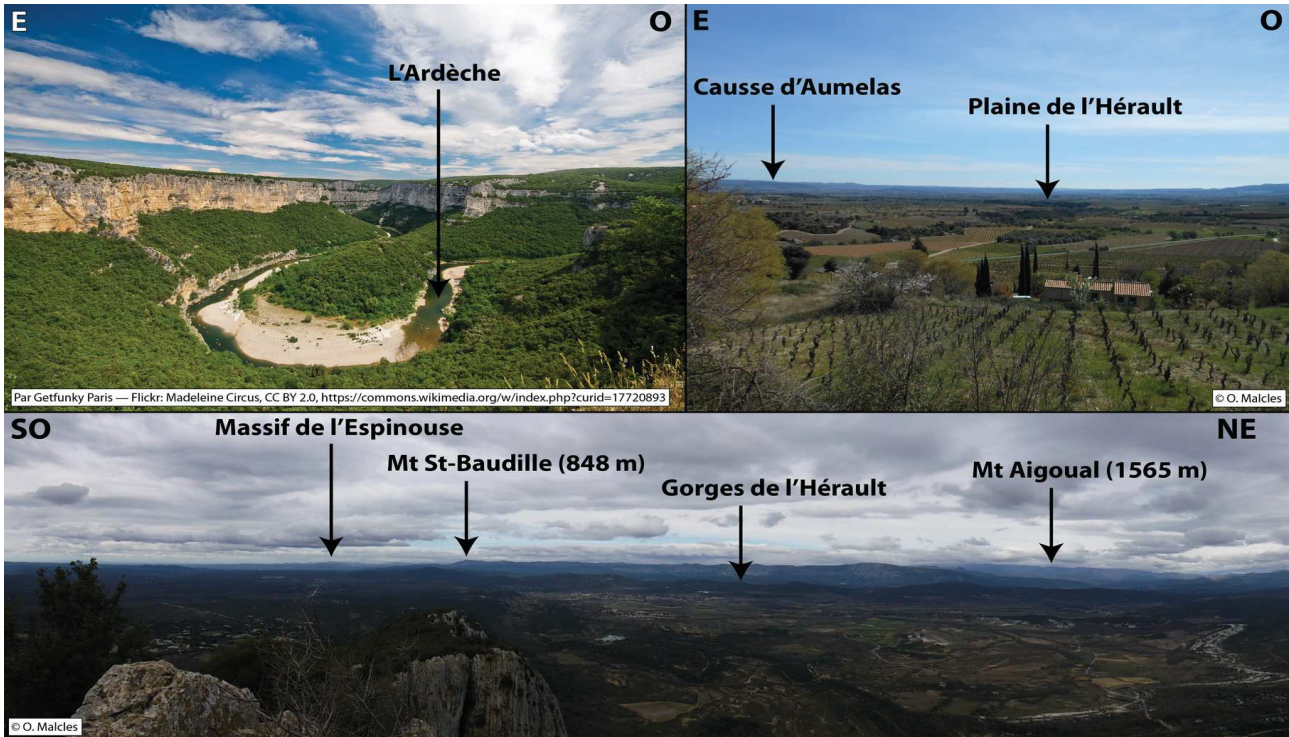 E
O
L'Ardèche
Par Getfunky Paris — Flickr: Madeleine Circus, CC BY 2.0, https://commons.wikimedia.org/w/index.php?curid=17720893
E
O
Causse d'Aumelas
Plaine de l'Hérault
© O. Malcles
SO
NE
Massif de l'Espinouse
Mt St-Baudille (848 m)
Gorges de l'Hérault
Mt Aigoual (1565 m)
© O. Malcles